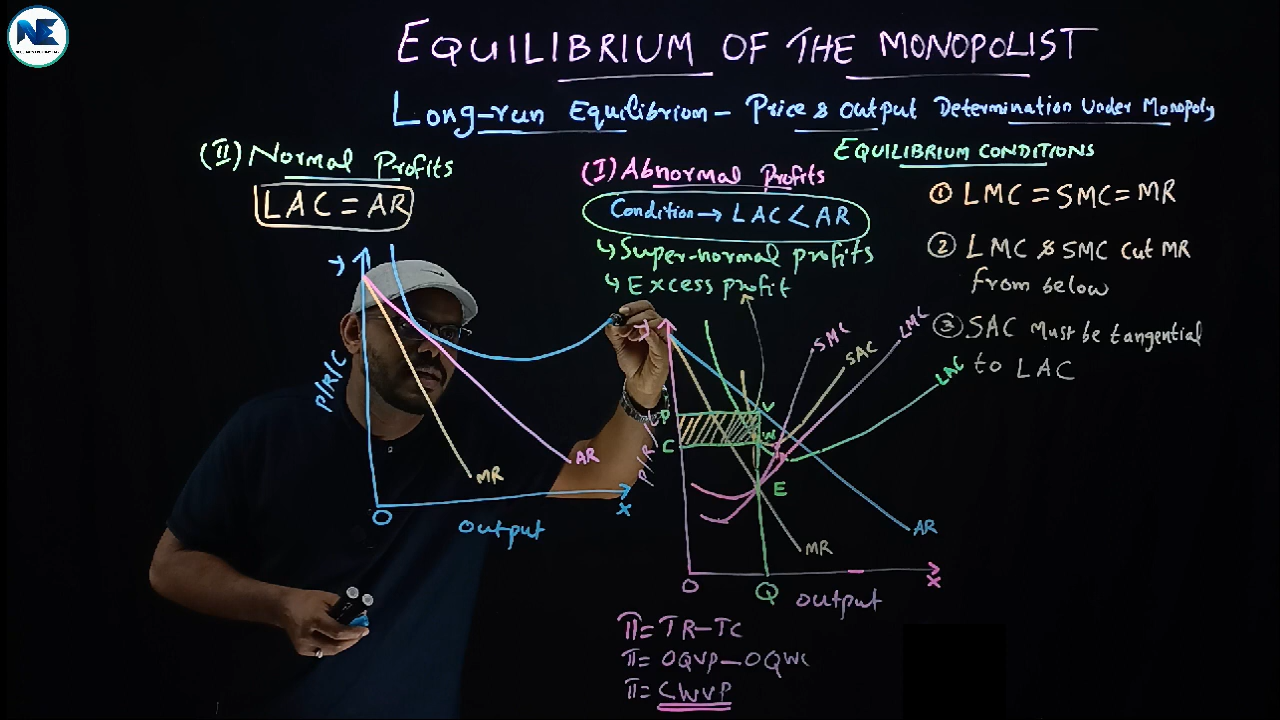 NE
EQUILIBRIUM OF THE MONOPOLIST
Long-run Equilibrium - Price & output Determination Under Monopoly
(II) Normal Profits
LAC = AR
Y
P/R/C
MR
AR
O
X
output
(I) Abnormal Profits
Condition → LAC < AR
↳ Super-normal profits
↳ Excess profit
Y
P
C
P/R
V
W
E
SMC
SAC
LMC
LAC
MR
AR
O
Q
X
output
π = TR - TC
π = OQVP - OQWC
π = CWVP
EQUILIBRIUM CONDITIONS
① LMC = SMC = MR
② LMC & SMC cut MR
from below
③ SAC must be tangential
to LAC